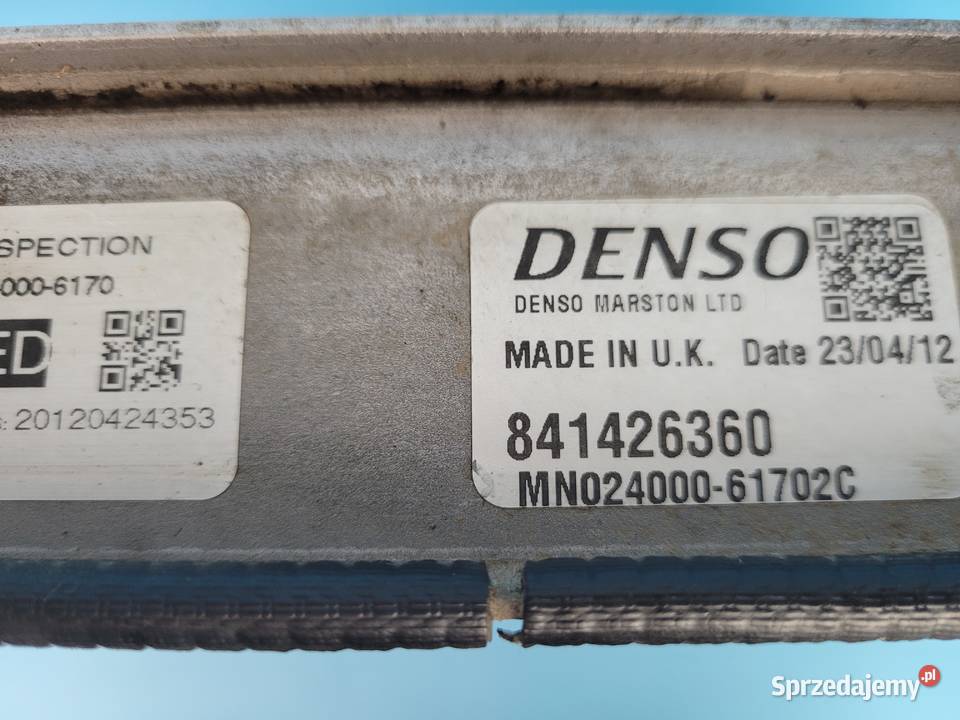 SPECTION
000-6170
ED
: 20120424353
DENSO
DENSO MARSTON LTD
MADE IN U.K. Date 23/04/12
841426360
MN024000-61702C
Sprzedajemy.pl